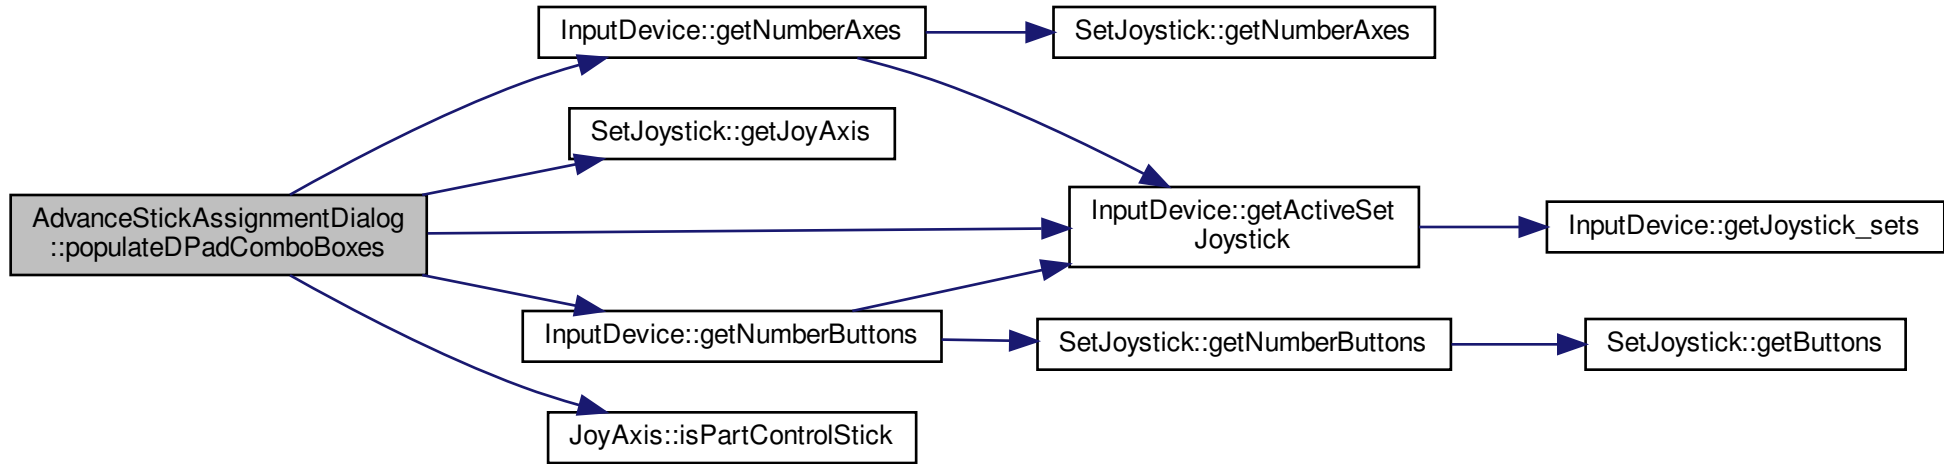 InputDevice::getNumberAxes
SetJoystick::getNumberAxes
SetJoystick::getJoyAxis
AdvanceStickAssignmentDialog
::populateDPadComboBoxes
InputDevice::getActiveSet
Joystick
InputDevice::getJoystick_sets
InputDevice::getNumberButtons
SetJoystick::getNumberButtons
SetJoystick::getButtons
JoyAxis::isPartControlStick